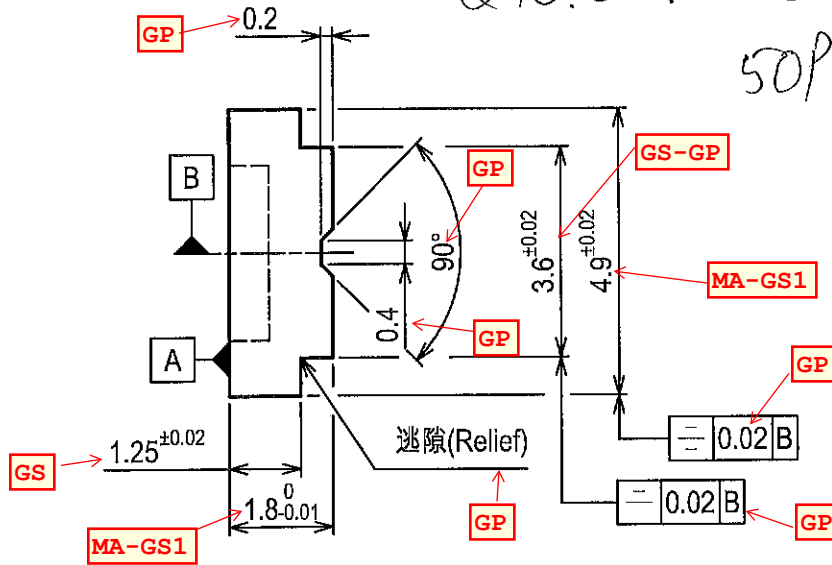 GP
0.2
50P
B
GP
90°
GS-GP
3.6±0.02
4.9±0.02
MA-GS1
0.4
GP
A
GP
0.02 B
1.25±0.02
GS
逃隙(Relief)
GP
0.02 B
GP
1.8 0 -0.01
MA-GS1